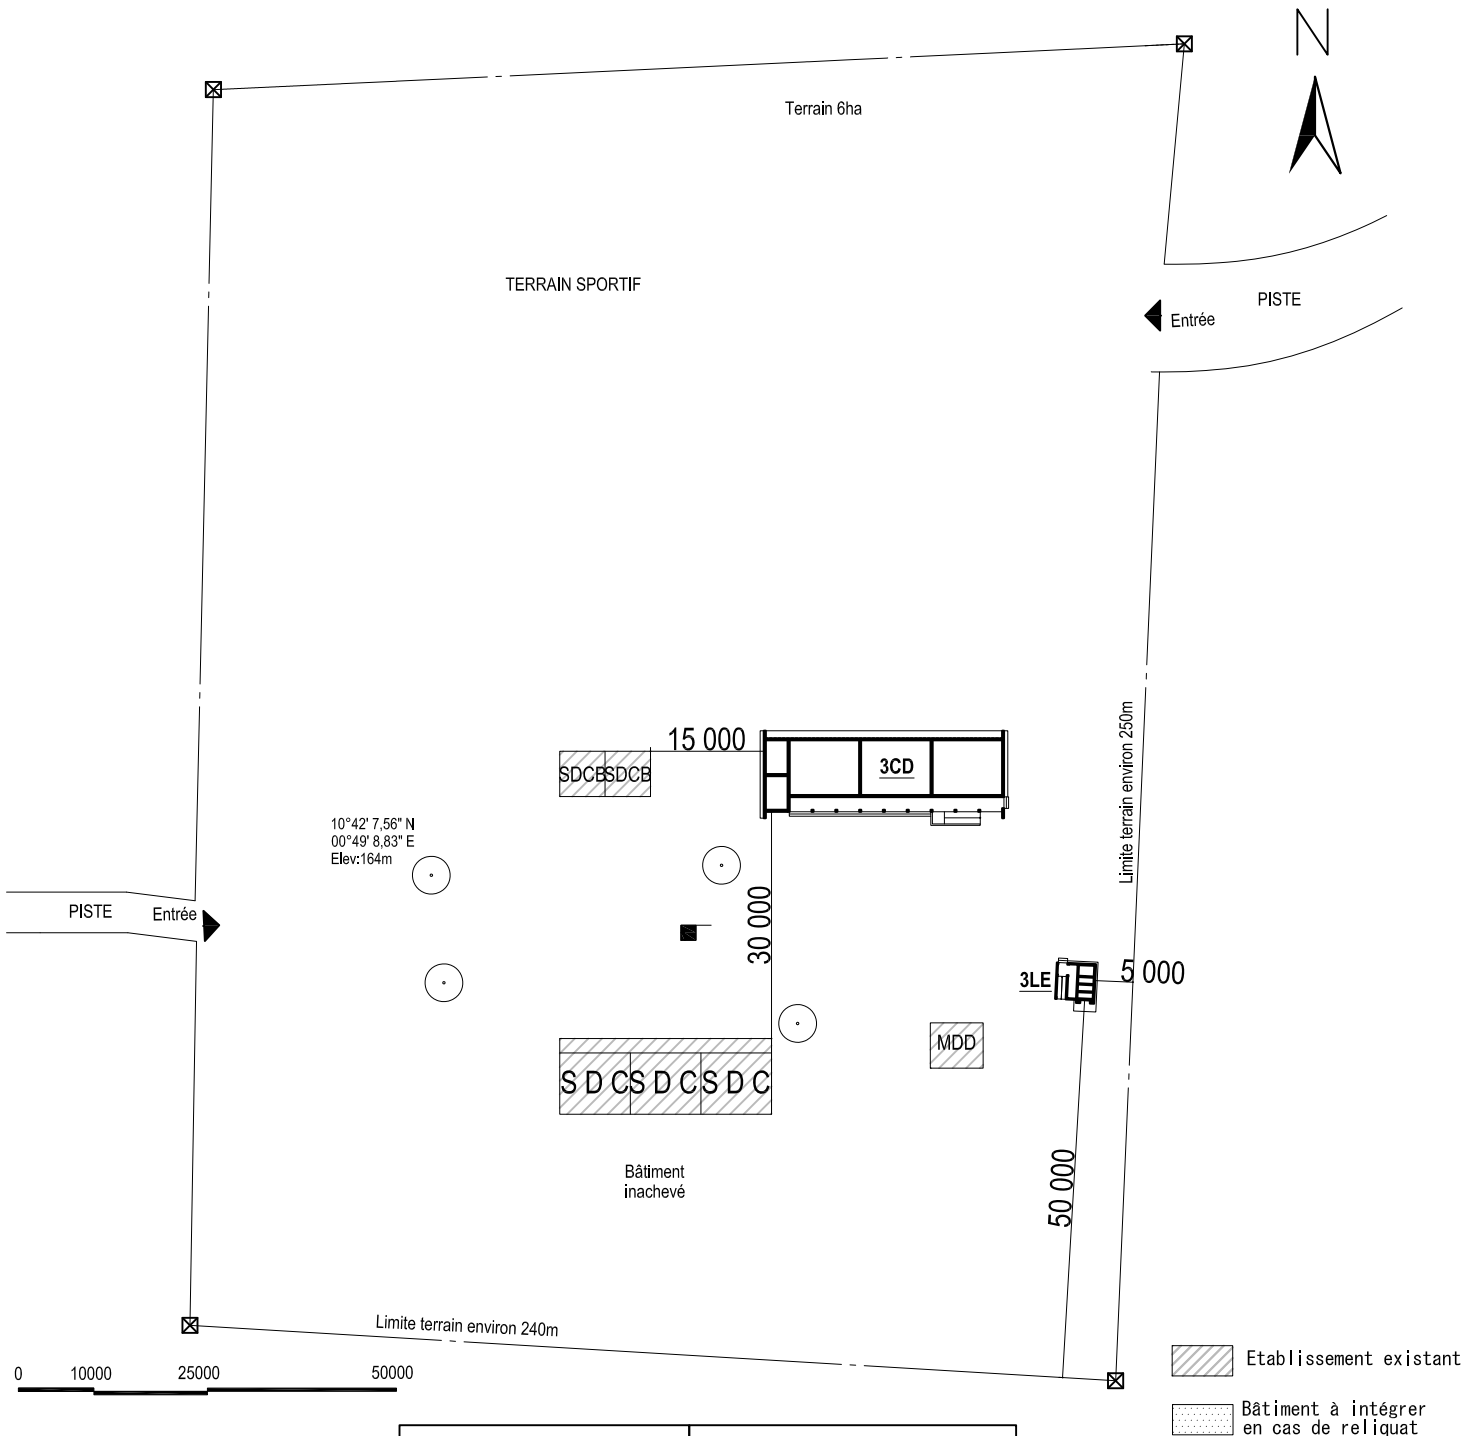 N
Terrain 6ha
TERRAIN SPORTIF
PISTE
Entrée
Limite terrain environ 250m
15 000
3CD
SDCB
SDCB
10°42' 7,56" N
00°49' 8,83" E
Elev:164m
PISTE
Entrée
30 000
3LE
5 000
MDD
S D C
S D C
S D C
50 000
Bâtiment
inachevé
Limite terrain environ 240m
0 10000 25000 50000
Etablissement existant
Bâtiment à intégrer
en cas de reliquat